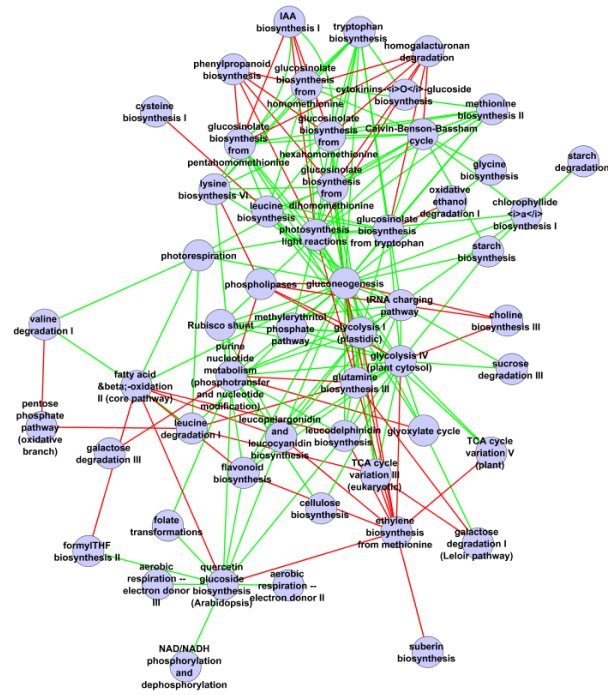 IAA
biosynthesis I
tryptophan
biosynthesis
homogalacturonan
degradation
phenylpropanoid
biosynthesis
glucosinolate
biosynthesis
from
homomethionine
cytokinins-<i>O</i>-glucoside
biosynthesis
cysteine
biosynthesis I
methionine
biosynthesis II
glucosinolate
biosynthesis
from
pentahomomethionine
glucosinolate
biosynthesis
from
hexahomomethionine
Calvin-Benson-Bassham
cycle
glycine
biosynthesis
starch
degradation
lysine
biosynthesis VI
glucosinolate
biosynthesis
from
dihomomethionine
oxidative
ethanol
degradation I
chlorophyllide
<i>a</i>
biosynthesis I
leucine
biosynthesis
photosynthesis
light reactions
glucosinolate
biosynthesis
from tryptophan
starch
biosynthesis
photorespiration
phospholipases
gluconeogenesis
tRNA charging
pathway
choline
biosynthesis III
valine
degradation I
Rubisco shunt
methylerythritol
phosphate
pathway
glycolysis I
(plastidic)
glycolysis IV
(plant cytosol)
sucrose
degradation III
purine
nucleotide
metabolism
(phosphotransfer
and nucleotide
modification)
fatty acid
&beta;-oxidation
II (core pathway)
glutamine
biosynthesis III
pentose
phosphate
pathway
(oxidative
branch)
leucine
degradation I
leucopelargonidin
and
leucocyanidin
biosynthesis
leucodelphinidin
biosynthesis
glyoxylate cycle
TCA cycle
variation V
(plant)
galactose
degradation III
flavonoid
biosynthesis
TCA cycle
variation III
(eukaryotic)
cellulose
biosynthesis
folate
transformations
ethylene
biosynthesis
from methionine
galactose
degradation I
(Leloir pathway)
formylTHF
biosynthesis II
aerobic
respiration --
electron donor
III
quercetin
glucoside
biosynthesis
(Arabidopsis)
aerobic
respiration --
electron donor II
suberin
biosynthesis
NAD/NADH
phosphorylation
and
dephosphorylation